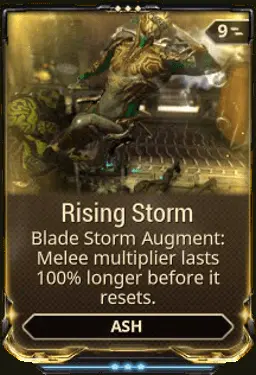 9
Rising Storm
Blade Storm Augment:
Melee multiplier lasts
100% longer before it
resets.
ASH